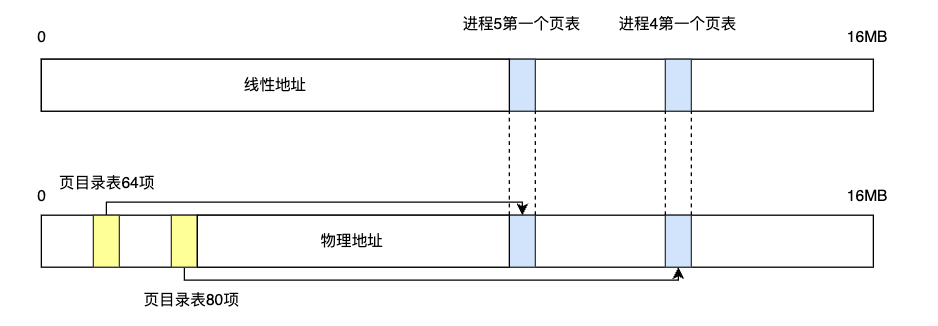 进程5第一个页表
进程4第一个页表
0
16MB
线性地址
页目录表64项
0
16MB
物理地址
页目录表80项